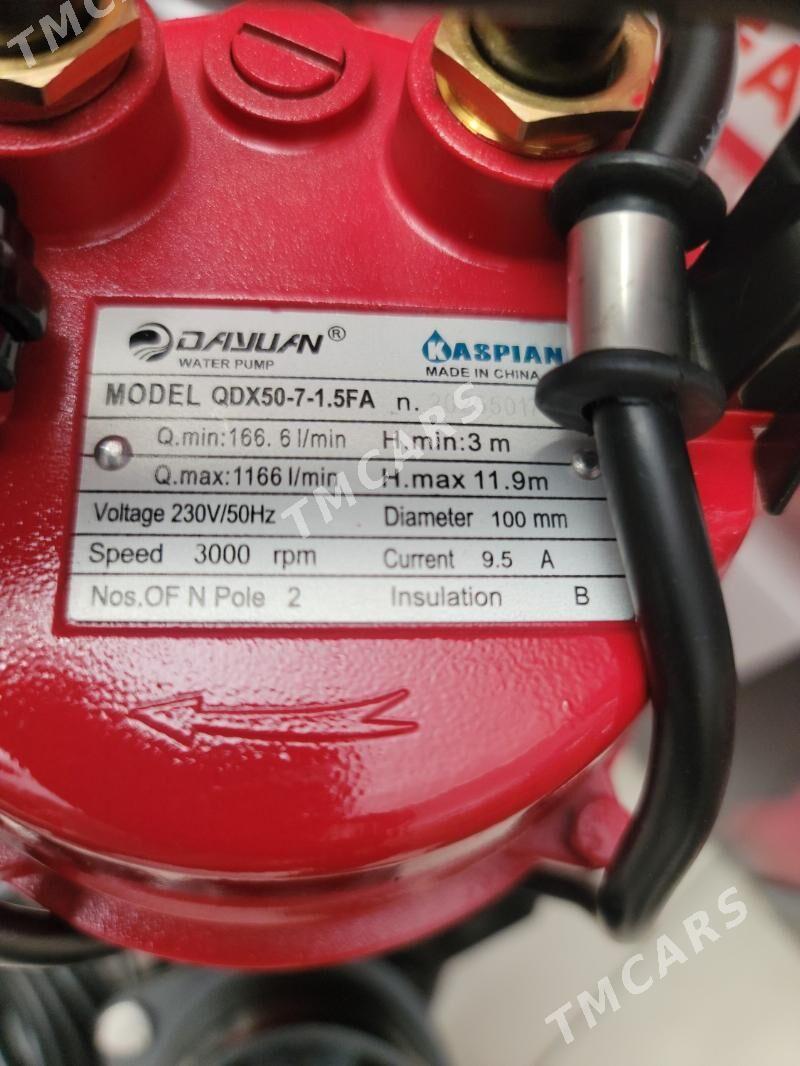 TMCARS
DAIYUAN®
WATER PUMP
KASPIAN
MADE IN CHINA
MODEL QDX50-7-1.5FA n.
Q.min:166. 6 l/min H.min:3 m
Q.max:1166 l/min H.max 11.9m
Voltage 230V/50Hz Diameter 100 mm
Speed 3000 rpm Current 9.5 A
Nos.OF N Pole 2 Insulation B
TMCARS
TMCARS